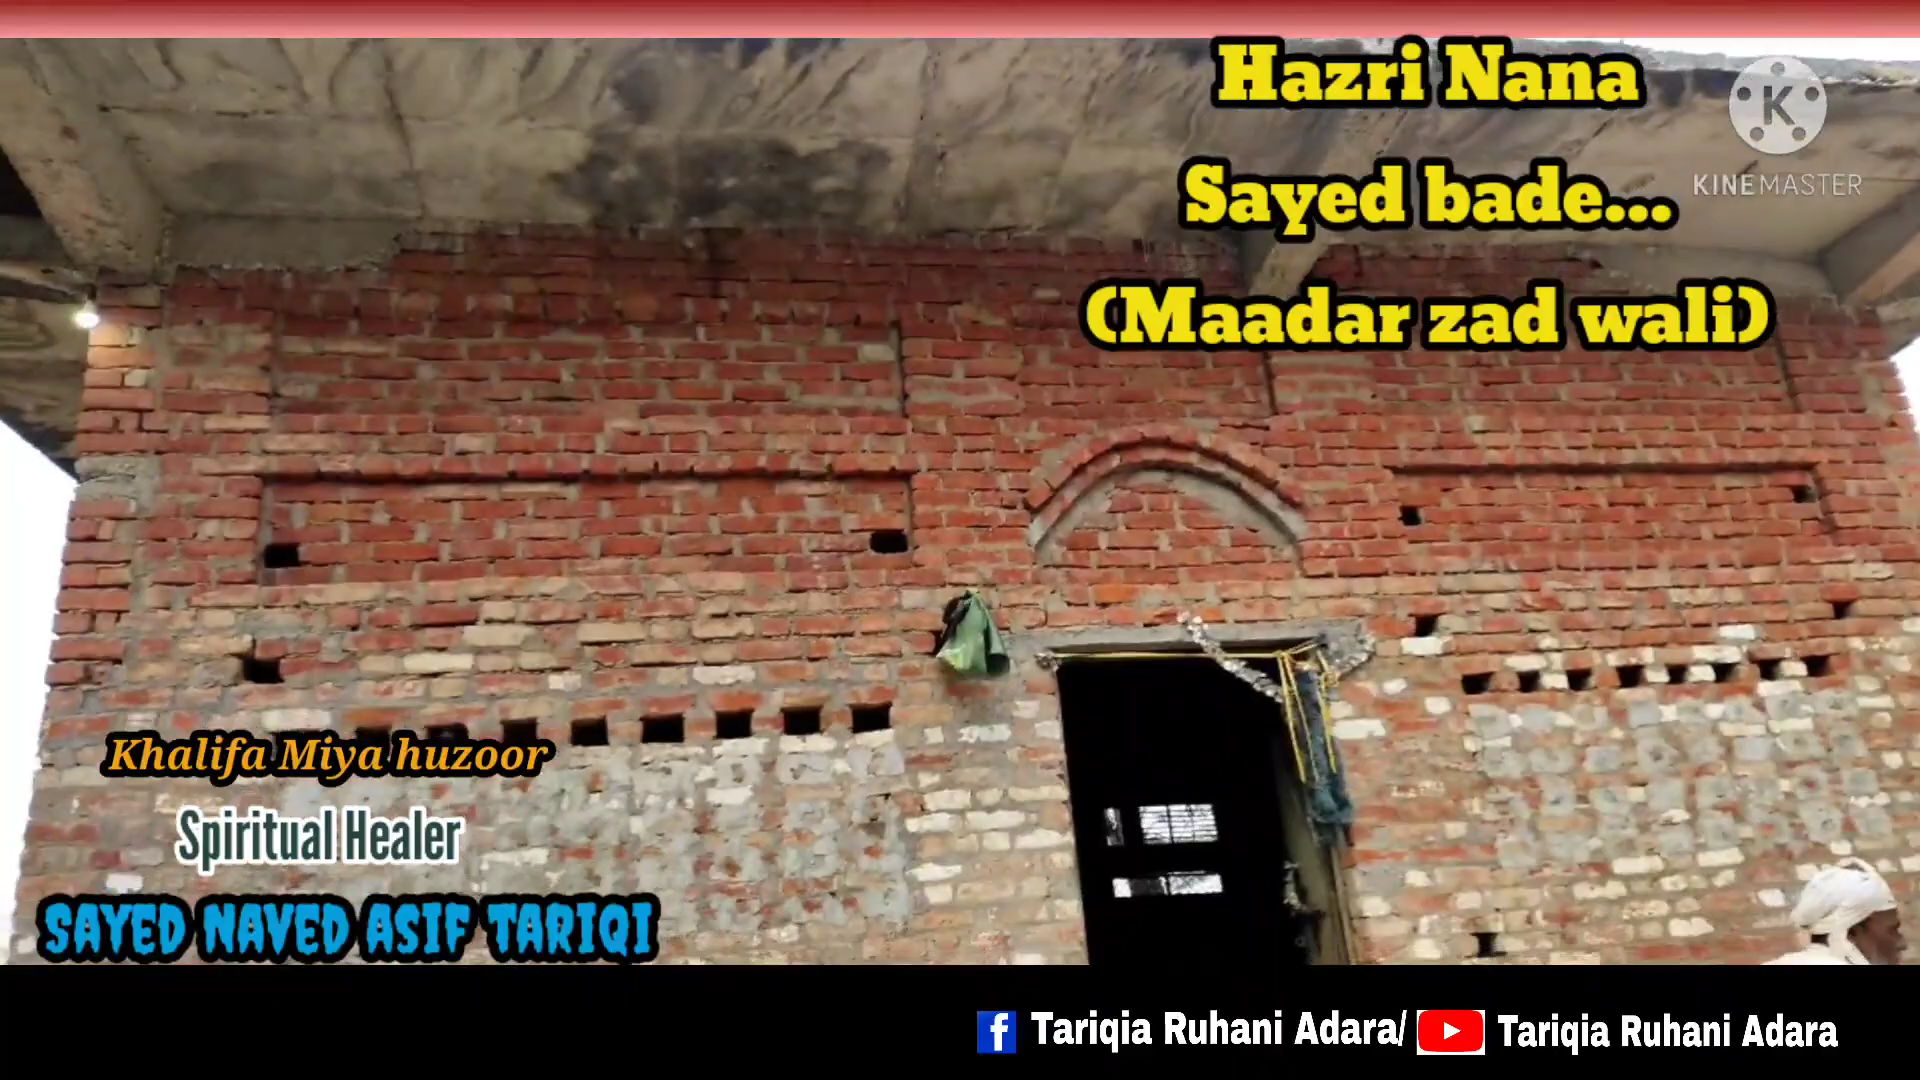 Hazri Nana
Sayed bade...
(Maadar zad wali)
K
KINEMASTER
Khalifa Miya huzoor
Spiritual Healer
SAYED NAVED ASIF TARIQI
f Tariqia Ruhani Adara/ Tariqia Ruhani Adara